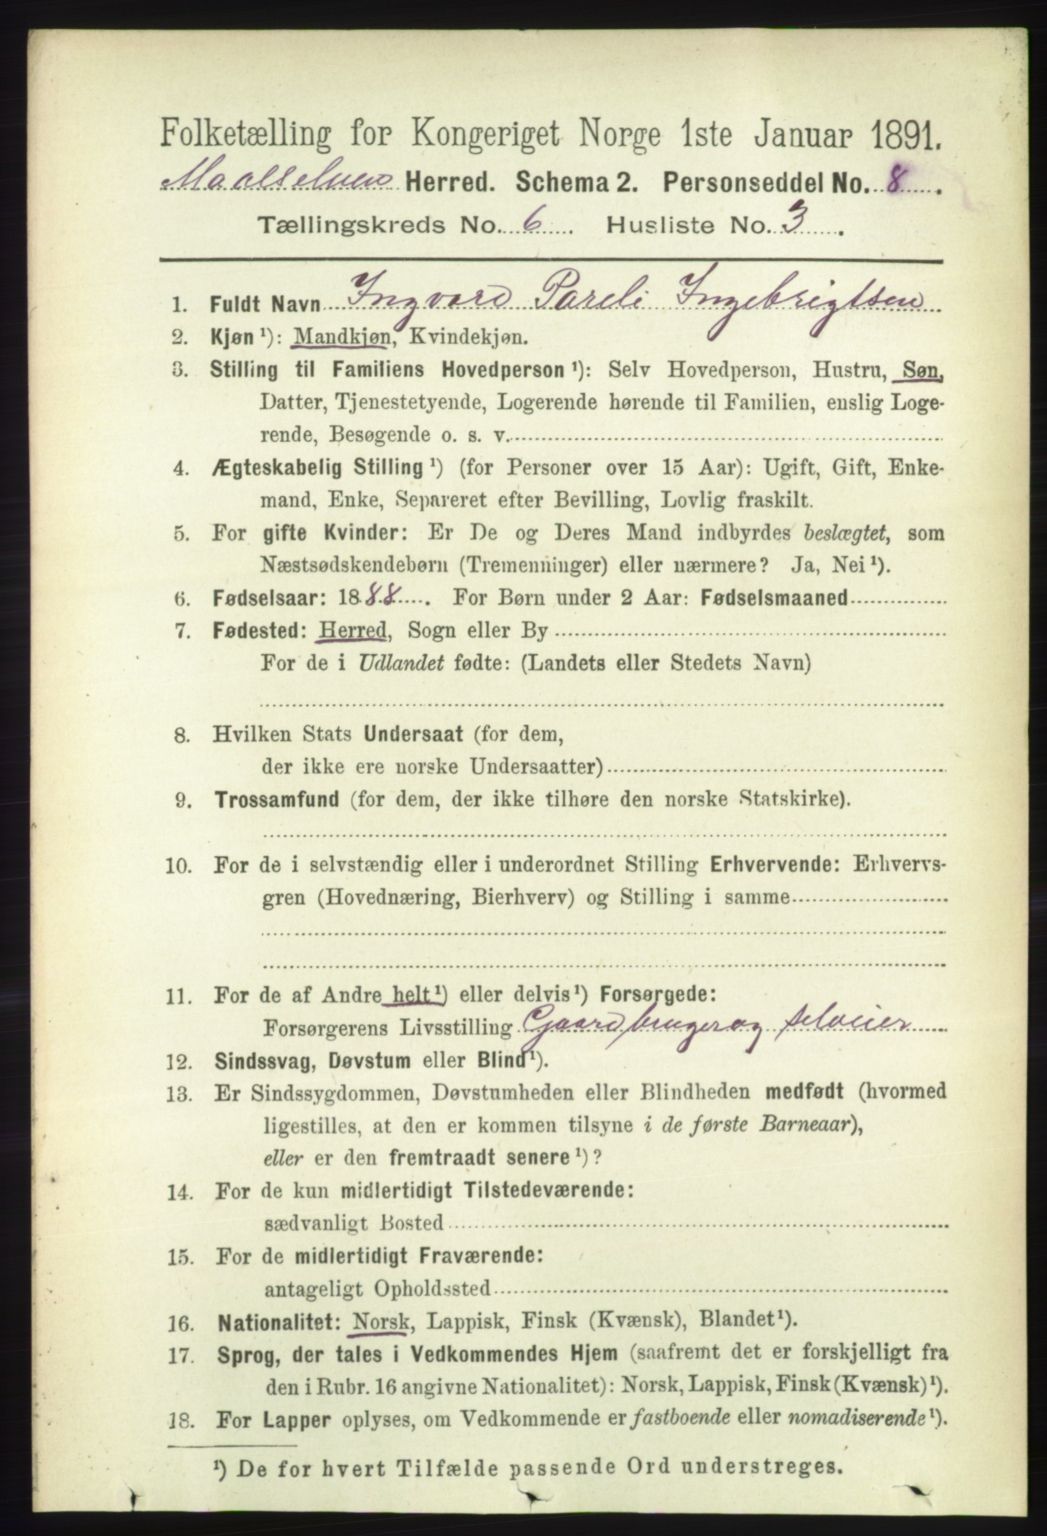 Folketælling for Kongeriget Norge 1ste Januar 1891.
Maalselven Herred. Schema 2. Personseddel No. 8.
Tællingskreds No. 6. Husliste No. 3.
1. Fuldt Navn Ingvard Pareli Ingebrigtsen
2. Kjøn ¹): Mandkjøn, Kvindekjøn.
3. Stilling til Familiens Hovedperson ¹): Selv Hovedperson, Hustru, Søn,
Datter, Tjenestetyende, Logerende hørende til Familien, enslig Loge-
rende, Besøgende o. s. v.
4. Ægteskabelig Stilling ¹) (for Personer over 15 Aar): Ugift, Gift, Enke-
mand, Enke, Separeret efter Bevilling, Lovlig fraskilt.
5. For gifte Kvinder: Er De og Deres Mand indbyrdes beslægtet, som
Næstsødskendebørn (Tremenninger) eller nærmere? Ja, Nei ¹).
6. Fødselsaar: 1888. For Børn under 2 Aar: Fødselsmaaned
7. Fødested: Herred, Sogn eller By
For de i Udlandet fødte: (Landets eller Stedets Navn)
8. Hvilken Stats Undersaat (for dem,
der ikke ere norske Undersaatter)
9. Trossamfund (for dem, der ikke tilhøre den norske Statskirke).
10. For de i selvstændig eller i underordnet Stilling Erhvervende: Erhvervs-
gren (Hovednæring, Bierhverv) og Stilling i samme
11. For de af Andre helt ¹) eller delvis ¹) Forsørgede:
Forsørgerens Livsstilling Gaardbruger og selveier
12. Sindssvag, Døvstum eller Blind ¹).
13. Er Sindssygdommen, Døvstumheden eller Blindheden medfødt (hvormed
ligestilles, at den er kommen tilsyne i de første Barneaar),
eller er den fremtraadt senere ¹)?
14. For de kun midlertidigt Tilstedeværende:
sædvanligt Bosted
15. For de midlertidigt Fraværende:
antageligt Opholdssted
16. Nationalitet: Norsk, Lappisk, Finsk (Kvænsk), Blandet ¹).
17. Sprog, der tales i Vedkommendes Hjem (saafremt det er forskjelligt fra
den i Rubr. 16 angivne Nationalitet): Norsk, Lappisk, Finsk (Kvænsk) ¹).
18. For Lapper oplyses, om Vedkommende er fastboende eller nomadiserende ¹).
¹) De for hvert Tilfælde passende Ord understreges.